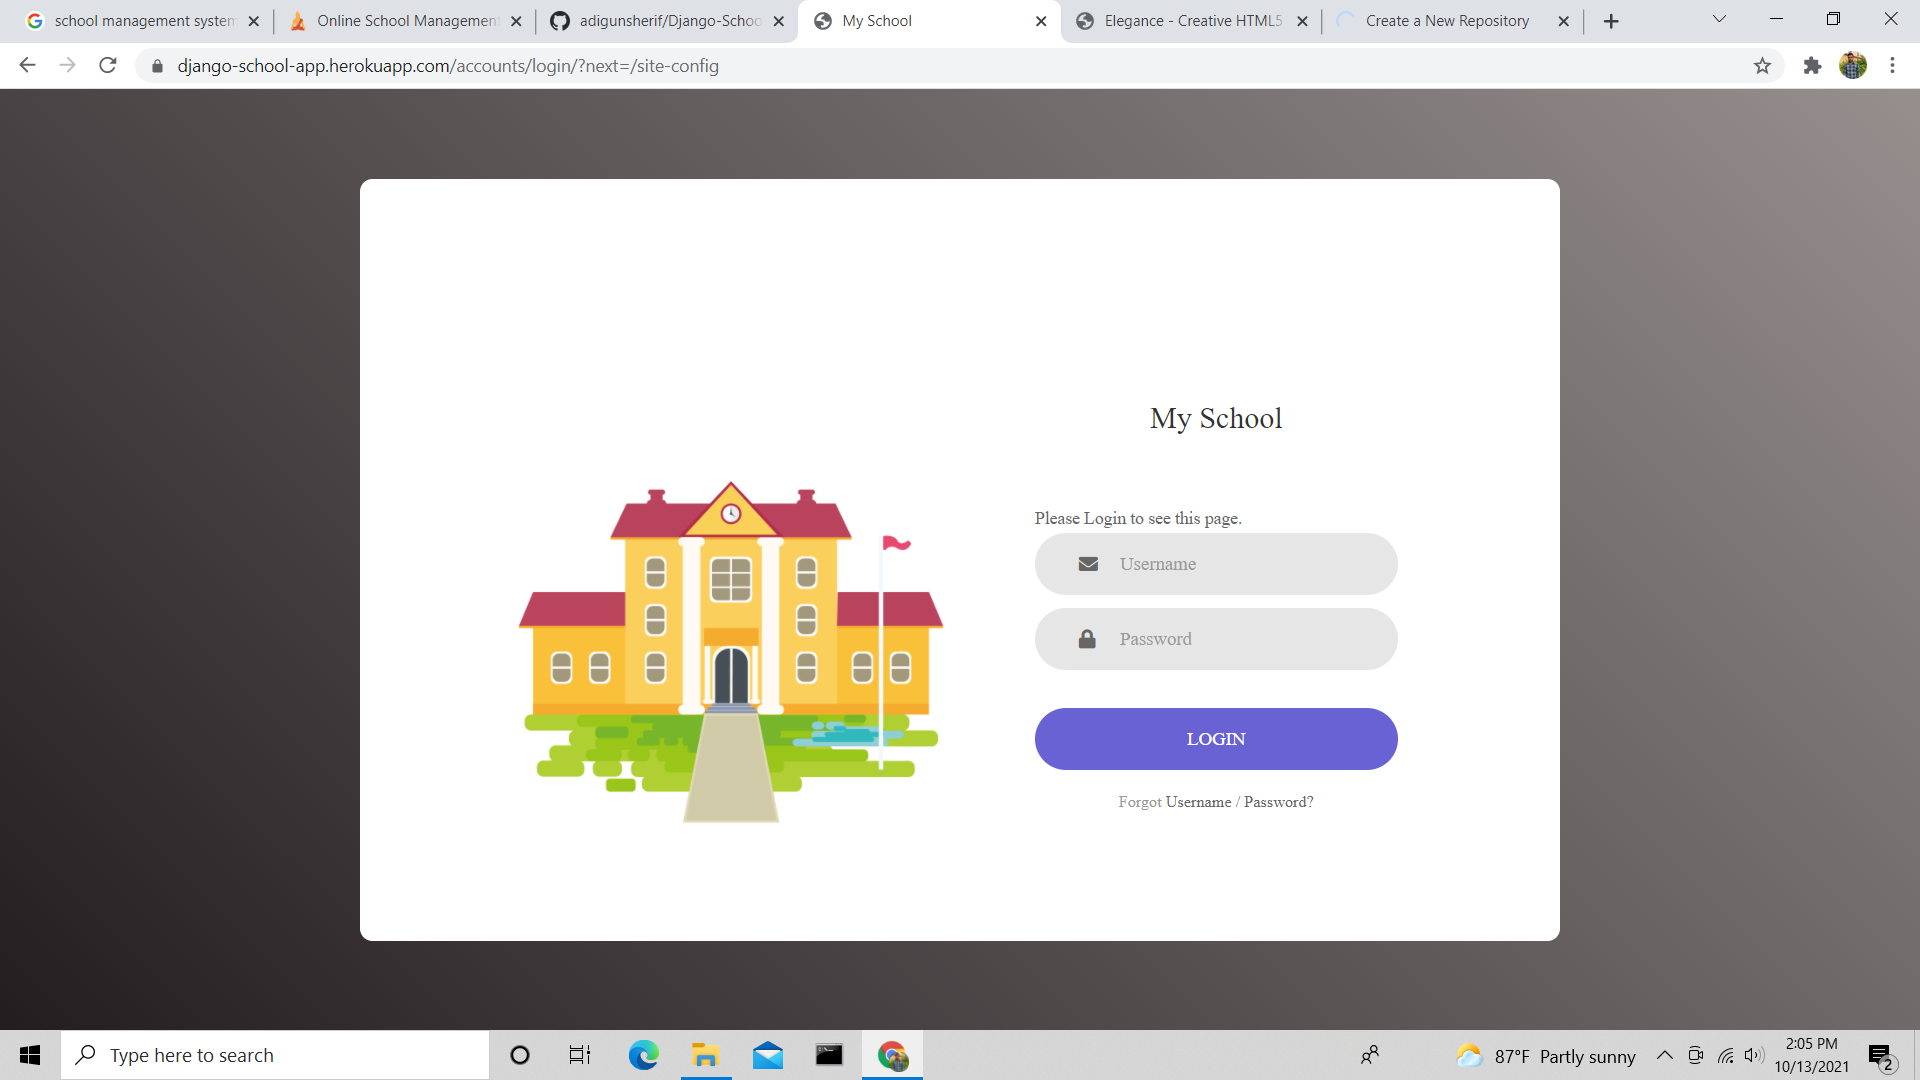 school management system
Online School Management
adigunsherif/Django-Schoo
My School
Elegance - Creative HTML5
Create a New Repository
django-school-app.herokuapp.com/accounts/login/?next=/site-config
My School
Please Login to see this page.
Username
Password
LOGIN
Forgot Username / Password?
Type here to search
87°F Partly sunny
2:05 PM
10/13/2021
2